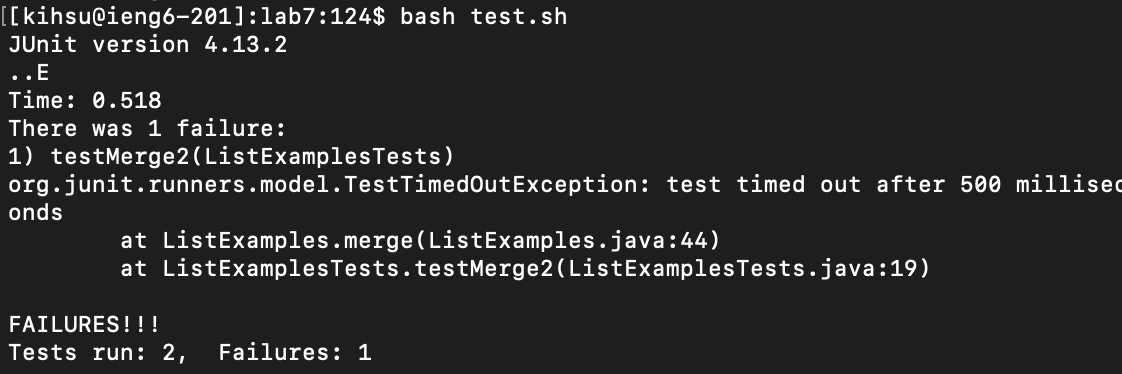 [[kihsu@ieng6-201]:lab7:124$ bash test.sh
JUnit version 4.13.2
..E
Time: 0.518
There was 1 failure:
1) testMerge2(ListExamplesTests)
org.junit.runners.model.TestTimedOutException: test timed out after 500 millisec
onds
        at ListExamples.merge(ListExamples.java:44)
        at ListExamplesTests.testMerge2(ListExamplesTests.java:19)

FAILURES!!!
Tests run: 2,  Failures: 1